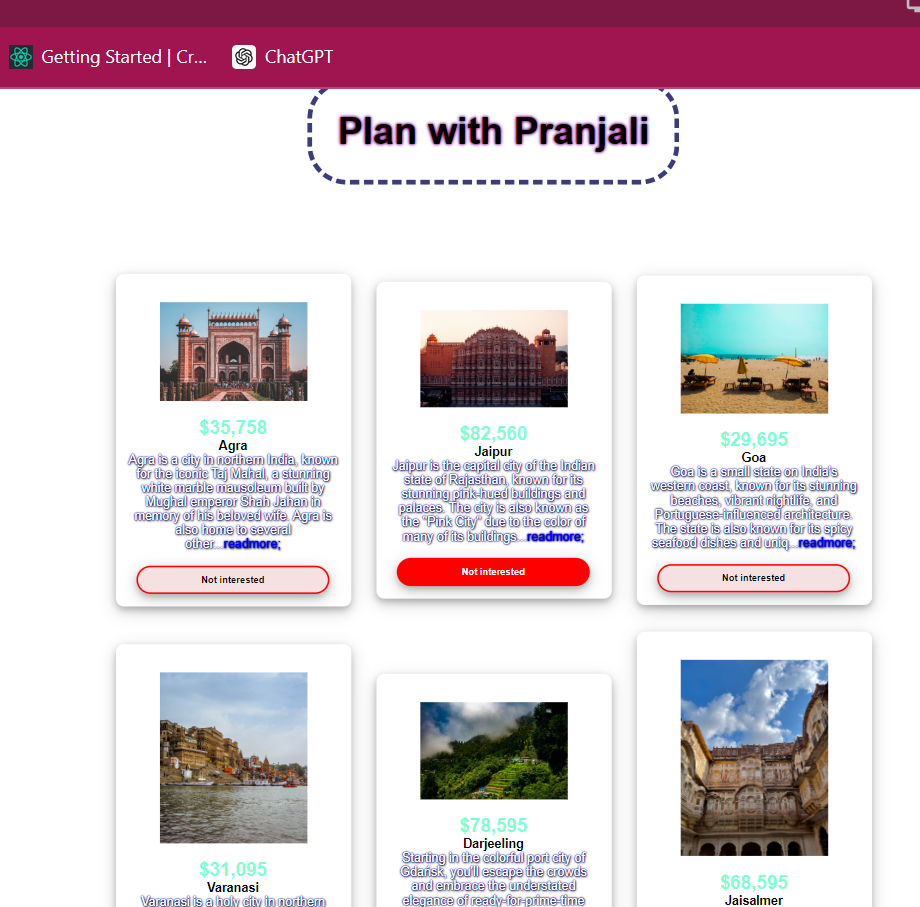 Getting Started | Cr...
ChatGPT
Plan with Pranjali
$35,758
Agra
Agra is a city in northern India, known
for the iconic Taj Mahal, a stunning
white marble mausoleum built by
Mughal emperor Shah Jahan in
memory of his beloved wife. Agra is
also home to several
other....readmore;
Not interested
$82,560
Jaipur
Jaipur is the capital city of the Indian
state of Rajasthan, known for its
stunning pink-hued buildings and
palaces. The city is also known as
the "Pink City" due to the color of
many of its buildings....readmore;
Not interested
$29,695
Goa
Goa is a small state on India's
western coast, known for its stunning
beaches, vibrant nightlife, and
Portuguese-influenced architecture.
The state is also known for its spicy
seafood dishes and uniq....readmore;
Not interested
$31,095
Varanasi
Varanasi is a holy city in northern
$78,595
Darjeeling
Starting in the colorful port city of
Gdańsk, you'll escape the crowds
and embrace the understated
elegance of ready-for-prime-time
$68,595
Jaisalmer